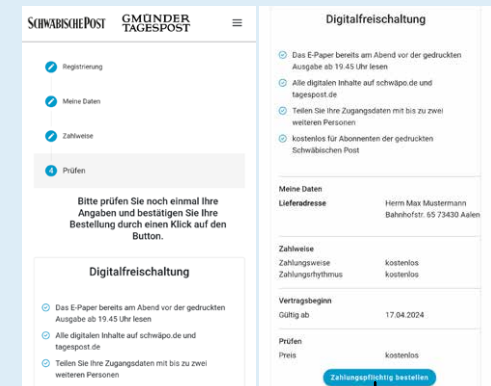 SCHWÄBISCHE POST
GMÜNDER
TAGESPOST
Registrierung
Meine Daten
Zahlweise
4 Prüfen
Bitte prüfen Sie noch einmal Ihre
Angaben und bestätigen Sie Ihre
Bestellung durch einen Klick auf den
Button.
Digitalfreischaltung
Das E-Paper bereits am Abend vor der gedruckten
Ausgabe ab 19.45 Uhr lesen
Alle digitalen Inhalte auf schwäpo.de und
tagespost.de
Teilen Sie Ihre Zugangsdaten mit bis zu zwei
weiteren Personen
Digitalfreischaltung
Das E-Paper bereits am Abend vor der gedruckten
Ausgabe ab 19.45 Uhr lesen
Alle digitalen Inhalte auf schwäpo.de und
tagespost.de
Teilen Sie Ihre Zugangsdaten mit bis zu zwei
weiteren Personen
kostenlos für Abonnenten der gedruckten
Schwäbischen Post
Meine Daten
Lieferadresse Herrn Max Mustermann
Bahnhofstr. 65 73430 Aalen
Zahlweise
Zahlungsweise kostenlos
Zahlungsrhythmus kostenlos
Vertragsbeginn
Gültig ab 17.04.2024
Prüfen
Preis kostenlos
Zahlungspflichtig bestellen